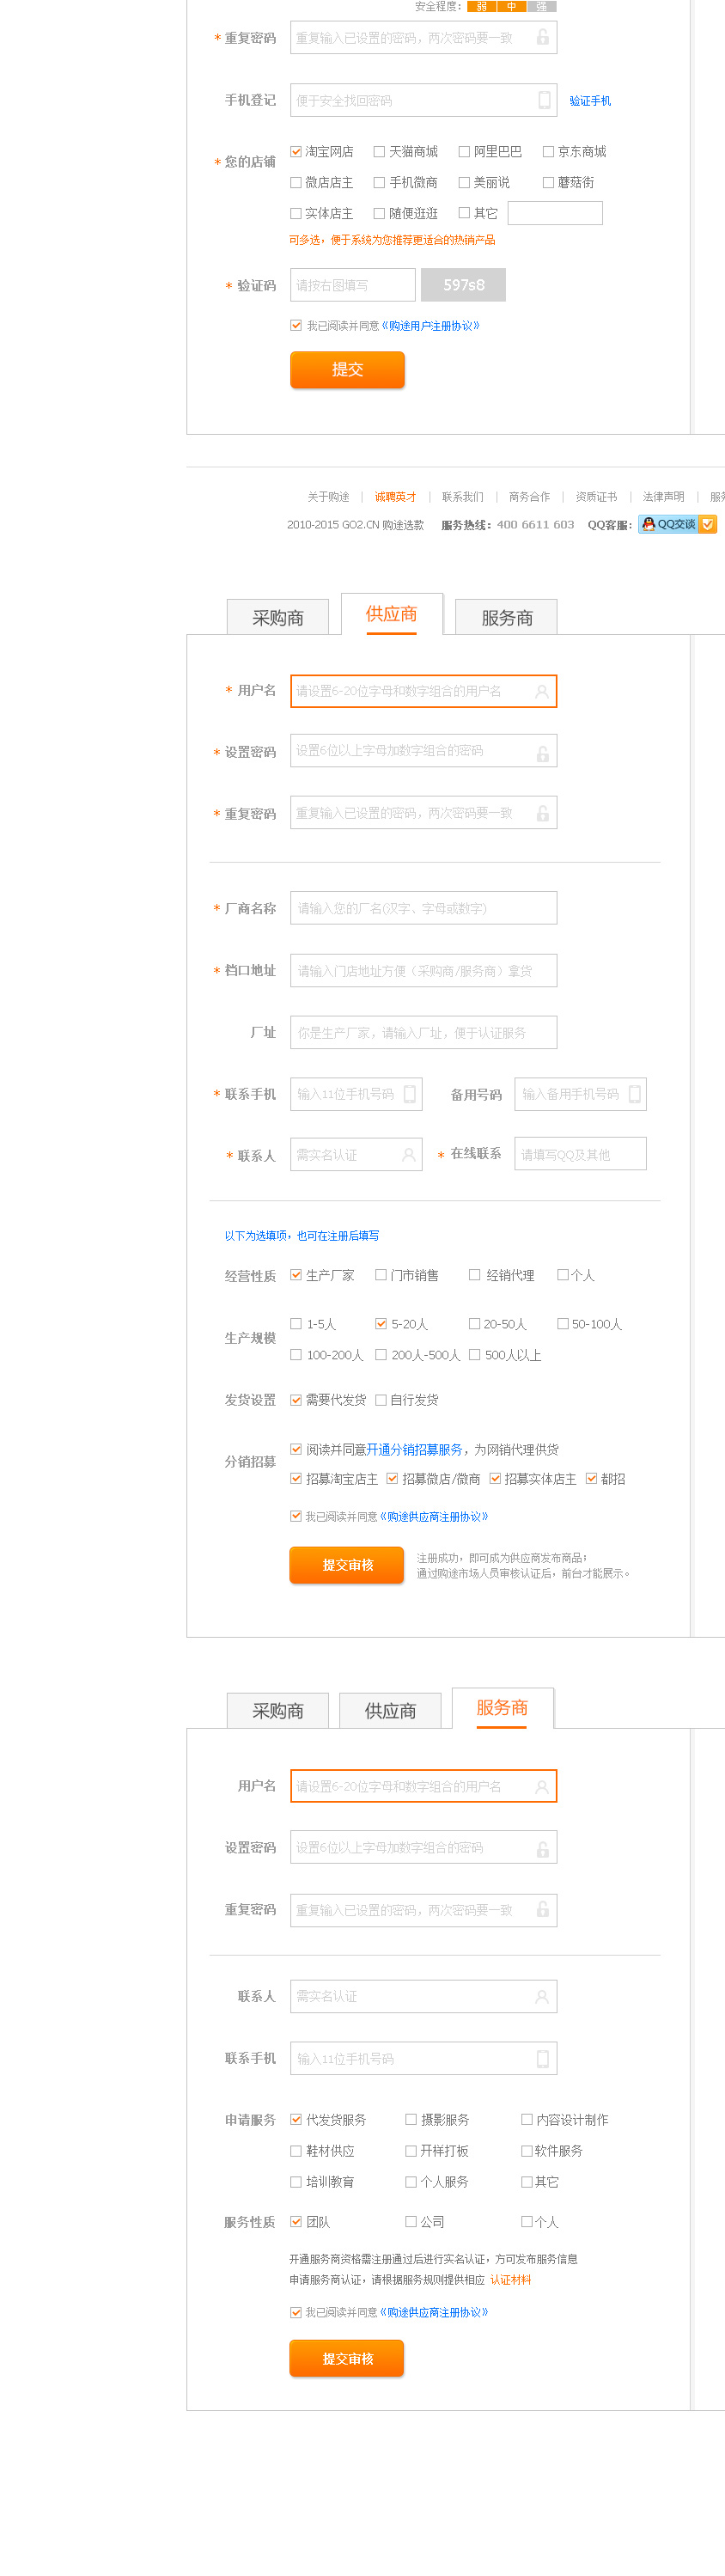 安全程度： 弱 中 强
* 重复密码 重复输入已设置的密码，两次密码要一致
手机登记 便于安全找回密码 验证手机
* 您的店铺 淘宝网店 天猫商城 阿里巴巴 京东商城
微店店主 手机微商 美丽说 蘑菇街
实体店主 随便逛逛 其它
可多选，便于系统为您推荐更适合的热销产品
* 验证码 请按右图填写 597s8
我已阅读并同意《购途用户注册协议》
提交
关于购途 | 诚聘英才 | 联系我们 | 商务合作 | 资质证书 | 法律声明 | 服务
2010-2015 GO2.CN 购途选款 服务热线：400 6611 603 QQ客服： QQ交谈
采购商 供应商 服务商
* 用户名 请设置6-20位字母和数字组合的用户名
* 设置密码 设置6位以上字母加数字组合的密码
* 重复密码 重复输入已设置的密码，两次密码要一致
* 厂商名称 请输入您的厂名(汉字、字母或数字)
* 档口地址 请输入门店地址方便（采购商/服务商）拿货
厂址 你是生产厂家，请输入厂址，便于认证服务
* 联系手机 输入11位手机号码 备用号码 输入备用手机号码
* 联系人 需实名认证 * 在线联系 请填写QQ及其他
以下为选填项，也可在注册后填写
经营性质 生产厂家 门市销售 经销代理 个人
生产规模 1-5人 5-20人 20-50人 50-100人
100-200人 200人-500人 500人以上
发货设置 需要代发货 自行发货
分销招募 阅读并同意开通分销招募服务，为网销代理供货
招募淘宝店主 招募微店/微商 招募实体店主 都招
我已阅读并同意《购途供应商注册协议》
提交审核 注册成功，即可成为供应商发布商品；
通过购途市场人员审核认证后，前台才能展示。
采购商 供应商 服务商
用户名 请设置6-20位字母和数字组合的用户名
设置密码 设置6位以上字母加数字组合的密码
重复密码 重复输入已设置的密码，两次密码要一致
联系人 需实名认证
联系手机 输入11位手机号码
申请服务 代发货服务 摄影服务 内容设计制作
鞋材供应 开样打板 软件服务
培训教育 个人服务 其它
服务性质 团队 公司 个人
开通服务商资格需注册通过后进行实名认证，方可发布服务信息
申请服务商认证，请根据服务规则提供相应 认证材料
我已阅读并同意《购途供应商注册协议》
提交审核